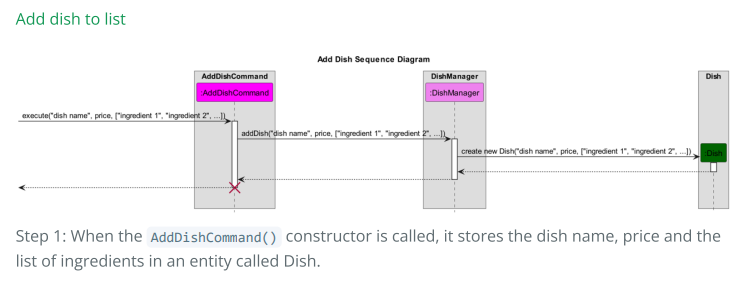 Add dish to list
Add Dish Sequence Diagram
AddDishCommand
DishManager
Dish
:AddDishCommand
:DishManager
:Dish
execute("dish name", price, ["ingredient 1", "ingredient 2", ...])
addDish("dish name", price, ["ingredient 1", "ingredient 2", ...])
create new Dish("dish name", price, ["ingredient 1", "ingredient 2", ...])
Step 1: When the AddDishCommand() constructor is called, it stores the dish name, price and the
list of ingredients in an entity called Dish.